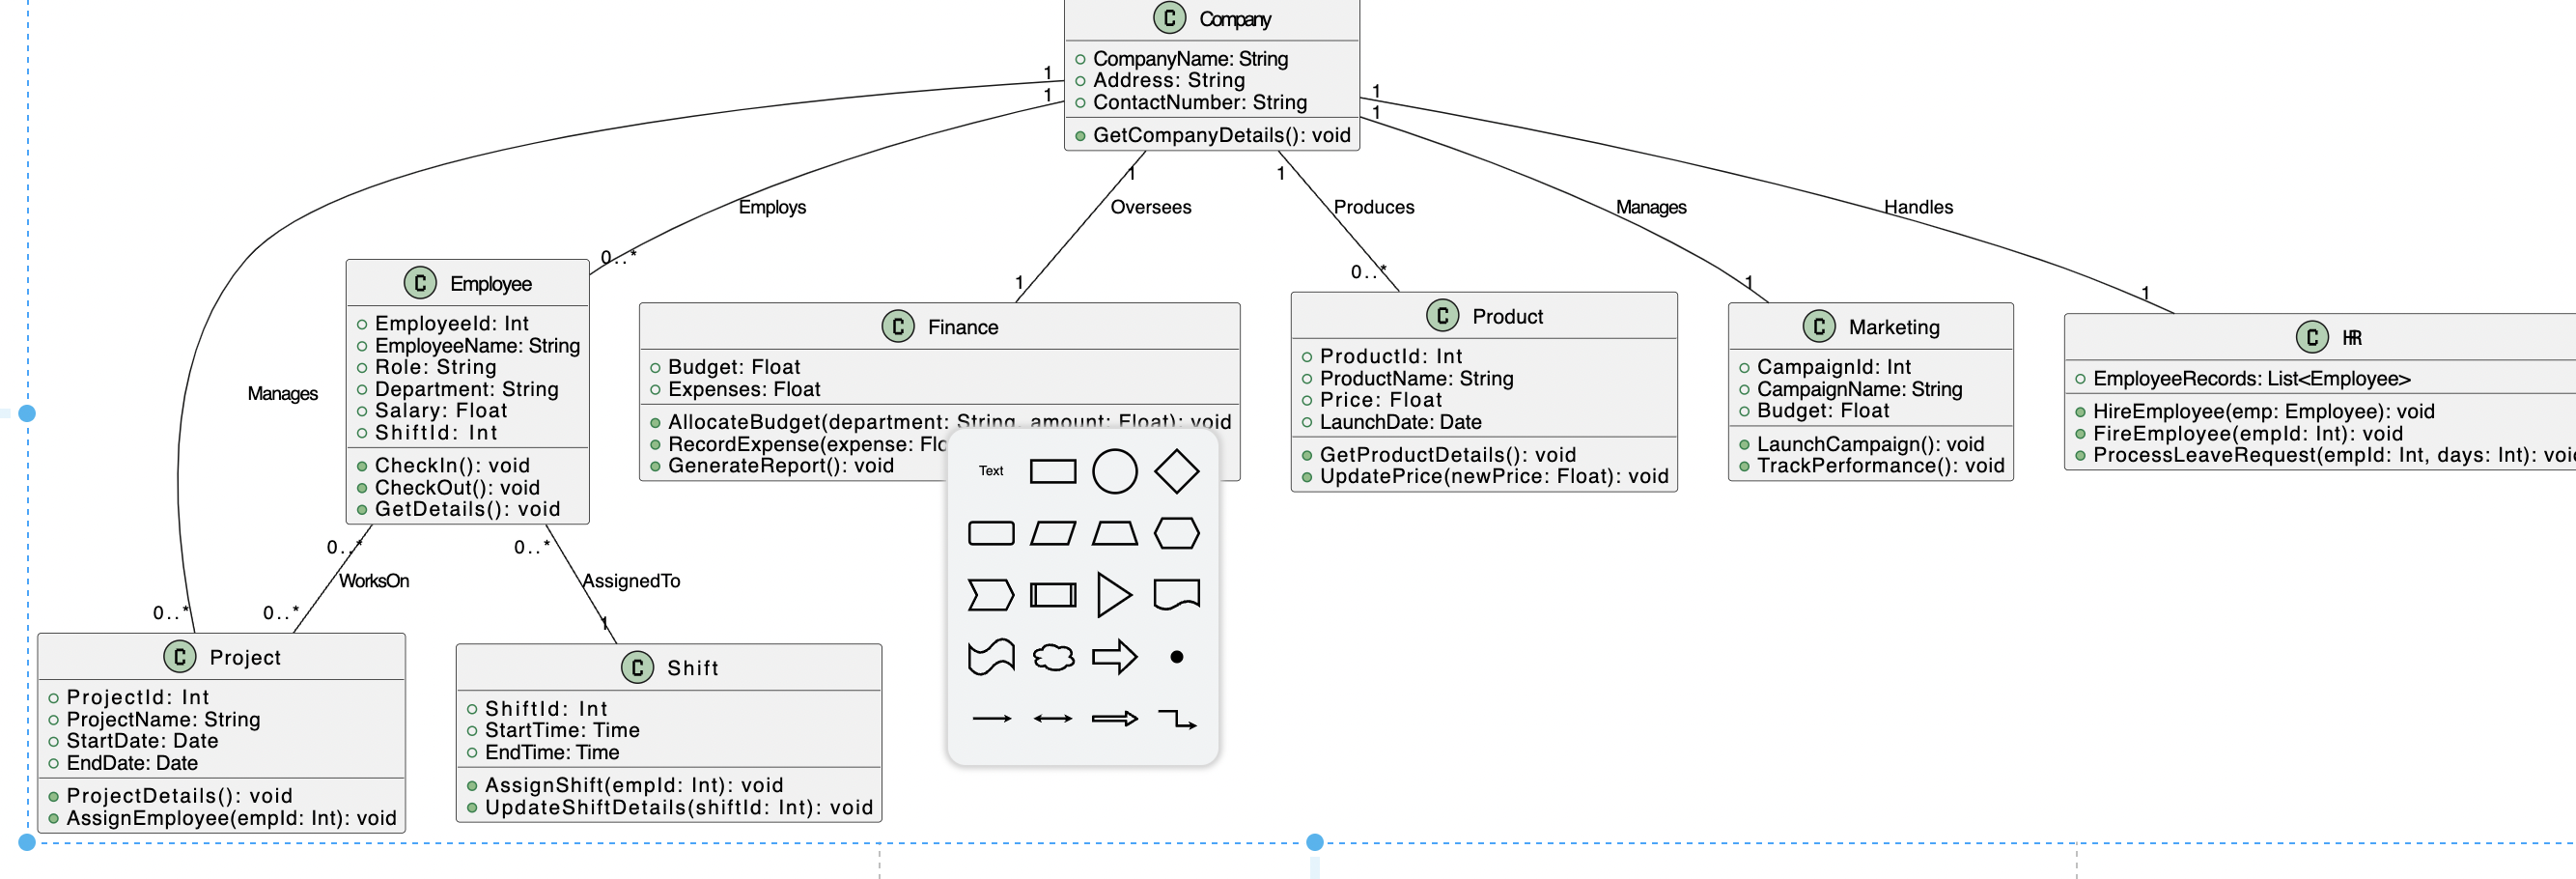 C Company
CompanyName: String
Address: String
ContactNumber: String
GetCompanyDetails(): void
1
1
1
1
1
1
Employs
Oversees
Produces
Manages
Handles
0..*
1
0..*
1
1
Manages
C Employee
EmployeeId: Int
EmployeeName: String
Role: String
Department: String
Salary: Float
ShiftId: Int
CheckIn(): void
CheckOut(): void
GetDetails(): void
C Finance
Budget: Float
Expenses: Float
AllocateBudget(department: String, amount: Float): void
RecordExpense(expense: Flo
GenerateReport(): void
C Product
ProductId: Int
ProductName: String
Price: Float
LaunchDate: Date
GetProductDetails(): void
UpdatePrice(newPrice: Float): void
C Marketing
CampaignId: Int
CampaignName: String
Budget: Float
LaunchCampaign(): void
TrackPerformance(): void
C HR
EmployeeRecords: List<Employee>
HireEmployee(emp: Employee): void
FireEmployee(empId: Int): void
ProcessLeaveRequest(empId: Int, days: Int): voi
Text
0..*
0..*
WorksOn
AssignedTo
0..*
0..*
1
C Project
ProjectId: Int
ProjectName: String
StartDate: Date
EndDate: Date
ProjectDetails(): void
AssignEmployee(empId: Int): void
C Shift
ShiftId: Int
StartTime: Time
EndTime: Time
AssignShift(empId: Int): void
UpdateShiftDetails(shiftId: Int): void